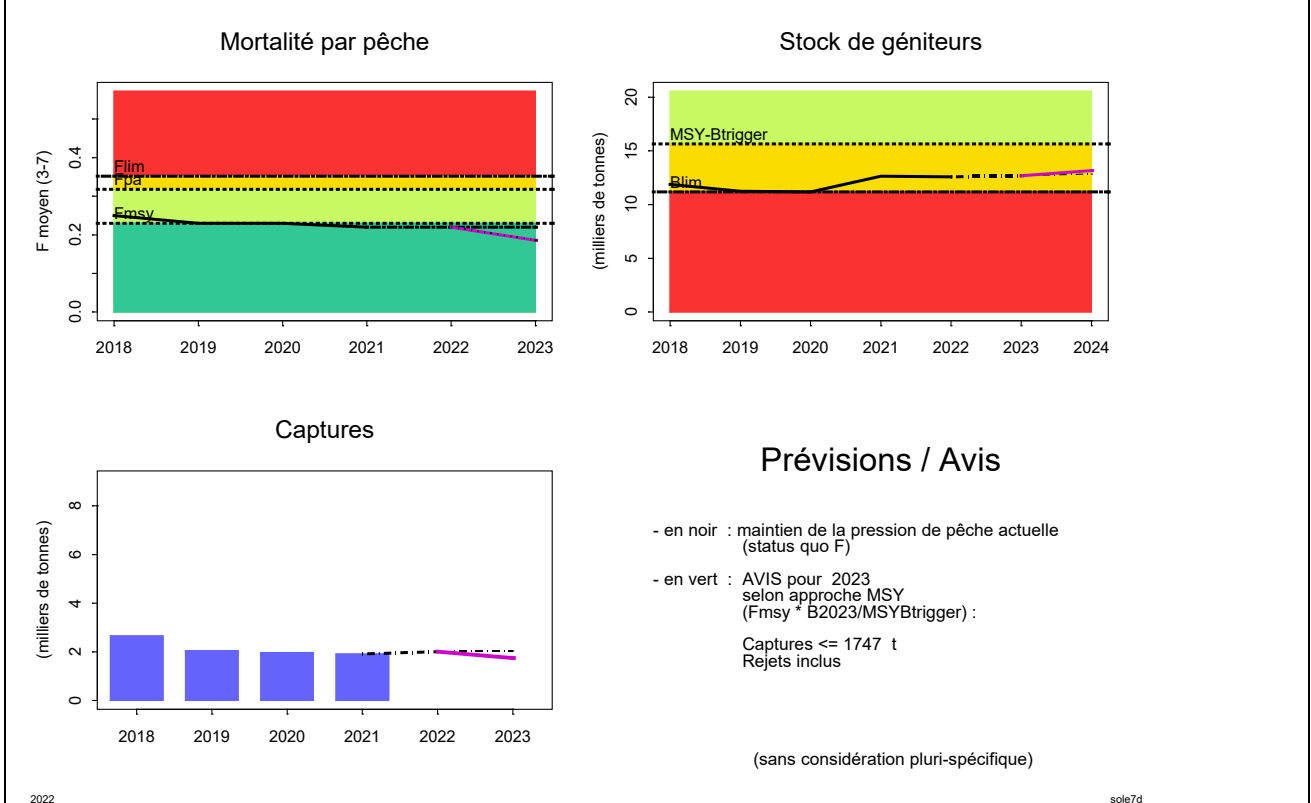 Mortalité par pêche
F moyen (3-7)
0.0
0.2
0.4
Flim
Fpa
Fmsy
2018 2019 2020 2021 2022 2023
Stock de géniteurs
(milliers de tonnes)
0
5
10
15
20
MSY-Btrigger
Blim
2018 2019 2020 2021 2022 2023 2024
Captures
(milliers de tonnes)
0
2
4
6
8
2018 2019 2020 2021 2022 2023
Prévisions / Avis
- en noir : maintien de la pression de pêche actuelle
(status quo F)
- en vert : AVIS pour 2023
selon approche MSY
(Fmsy * B2023/MSYBtrigger) :
Captures <= 1747 t
Rejets inclus
(sans considération pluri-spécifique)
2022
sole7d